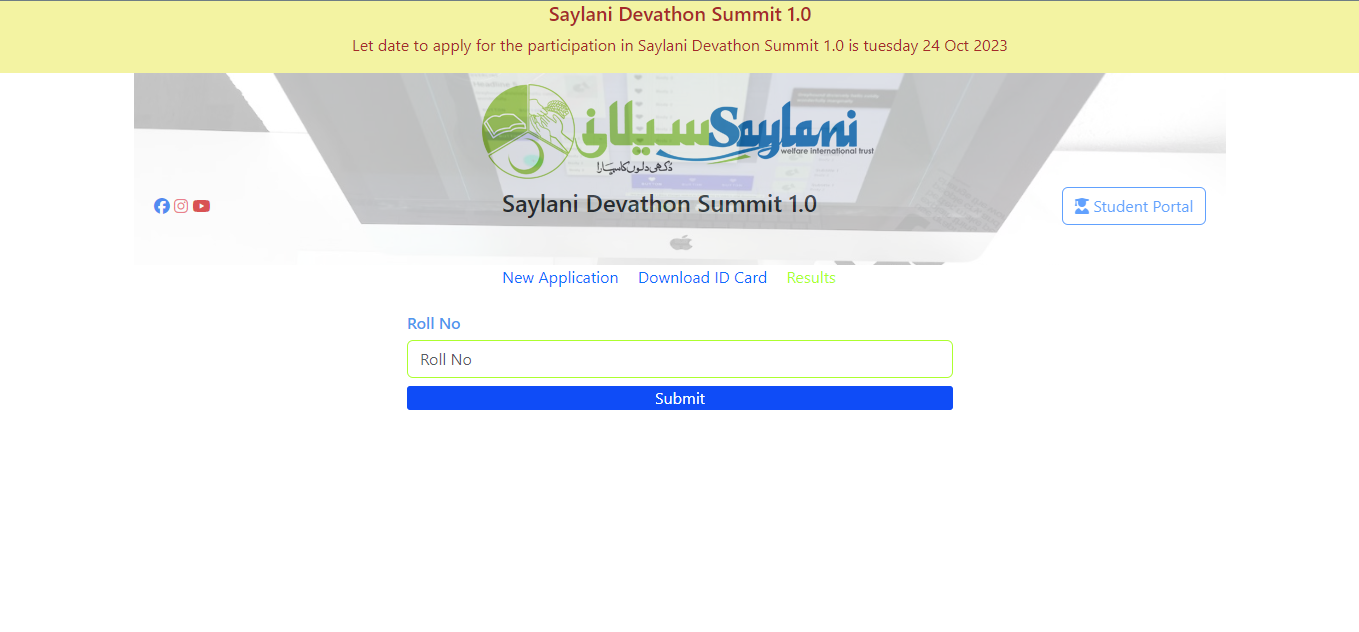 Saylani Devathon Summit 1.0
Let date to apply for the participation in Saylani Devathon Summit 1.0 is tuesday 24 Oct 2023
سیلانی Saylani
welfare international trust
دُکھی دلوں کا سہارا
Saylani Devathon Summit 1.0
Student Portal
New Application Download ID Card Results
Roll No
Roll No
Submit